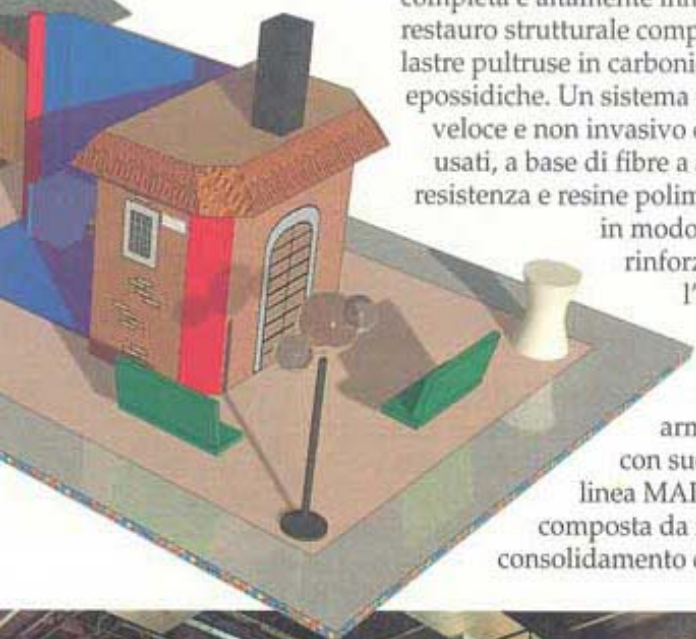 restauro strutturale comp
lastre pultruse in carboni
epossidiche. Un sistema
veloce e non invasivo
usati, a base di fibre a
resistenza e resine polim
in modo
rinforz
l'
arm
con su
linea MA
composta da
consolidamento